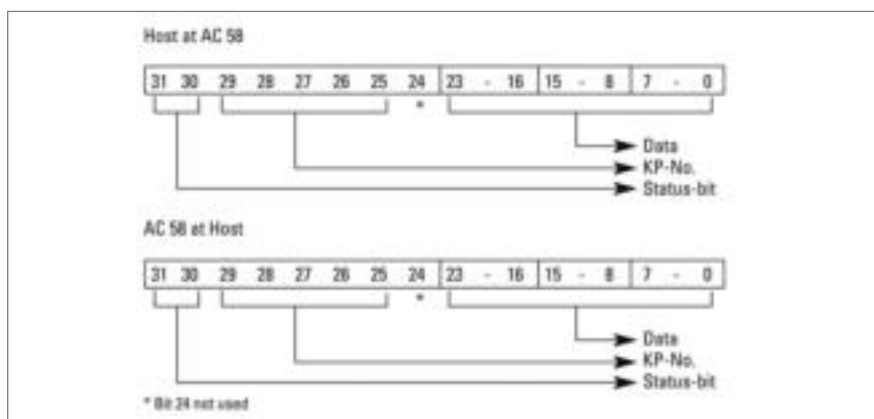 Host at AC 58
31 30 29 28 27 26 25 24 23 - 16 15 - 8 7 - 0
*
Data
KP-No.
Status-bit
AC 58 at Host
31 30 29 28 27 26 25 24 23 - 16 15 - 8 7 - 0
*
Data
KP-No.
Status-bit
* Bit 24 not used